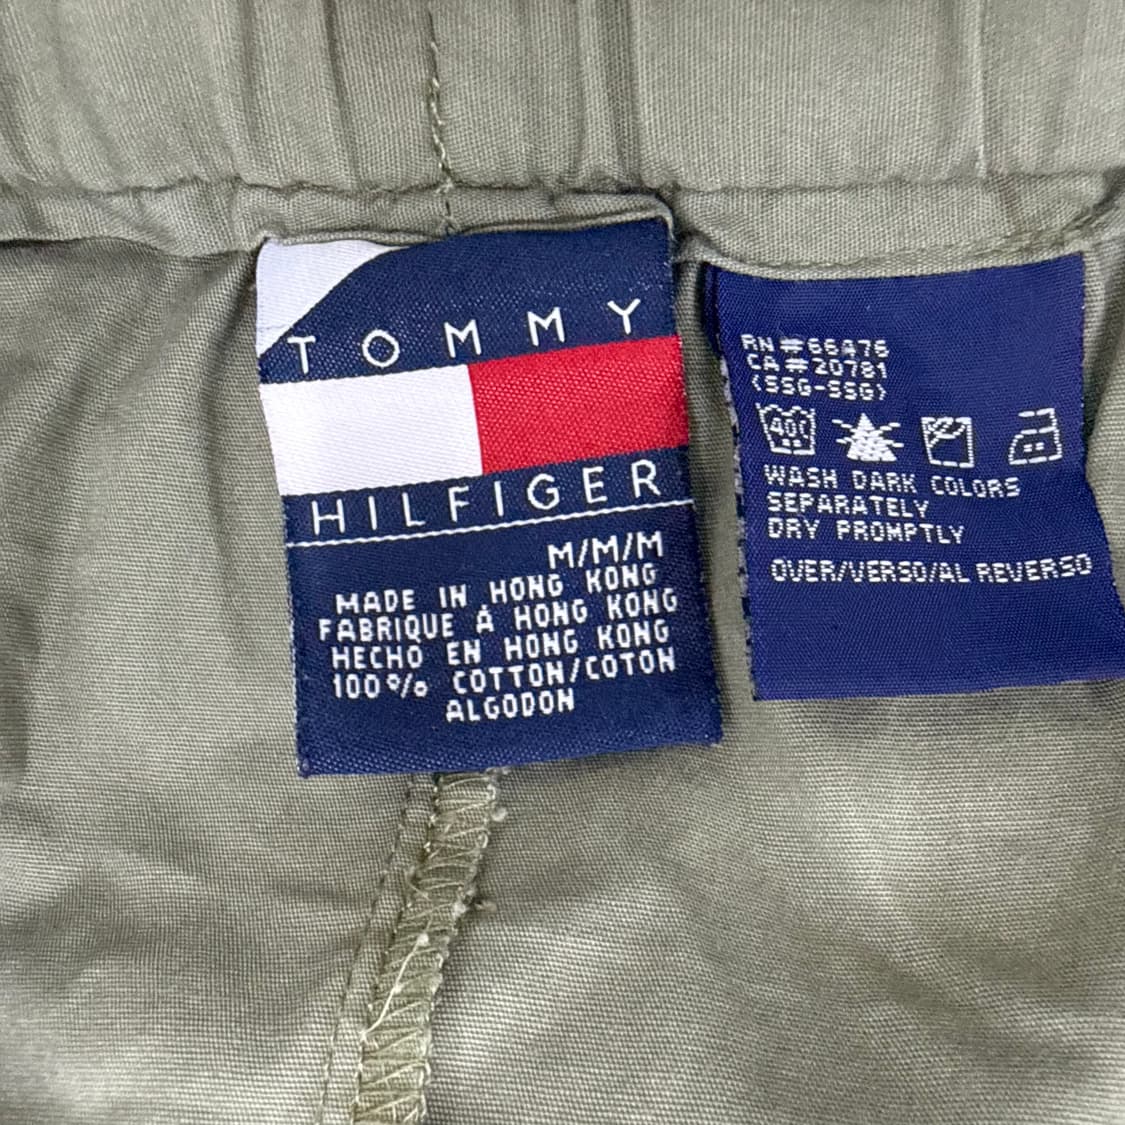 TOMMY
HILFIGER
M/M/M
MADE IN HONG KONG
FABRIQUE À HONG KONG
HECHO EN HONG KONG
100% COTTON/COTON
ALGODON
RN#66476
CA#20781
(SSG-SSG)
40C
WASH DARK COLORS
SEPARATELY
DRY PROMPTLY
OVER/VERSO/AL REVERSO